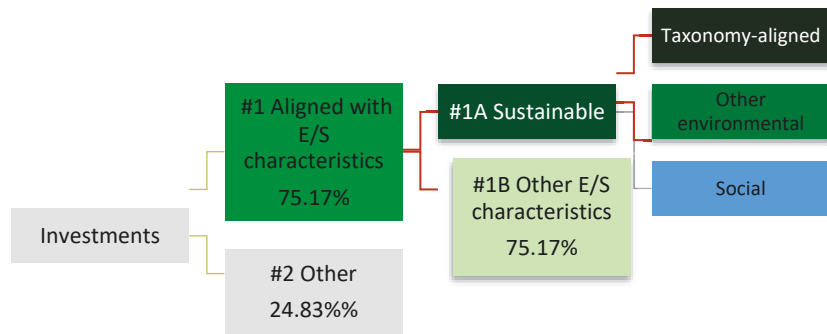 Taxonomy-aligned
#1 Aligned with
E/S
characteristics
75.17%
#1A Sustainable
Other
environmental
#1B Other E/S
characteristics
75.17%
Social
Investments
#2 Other
24.83%%